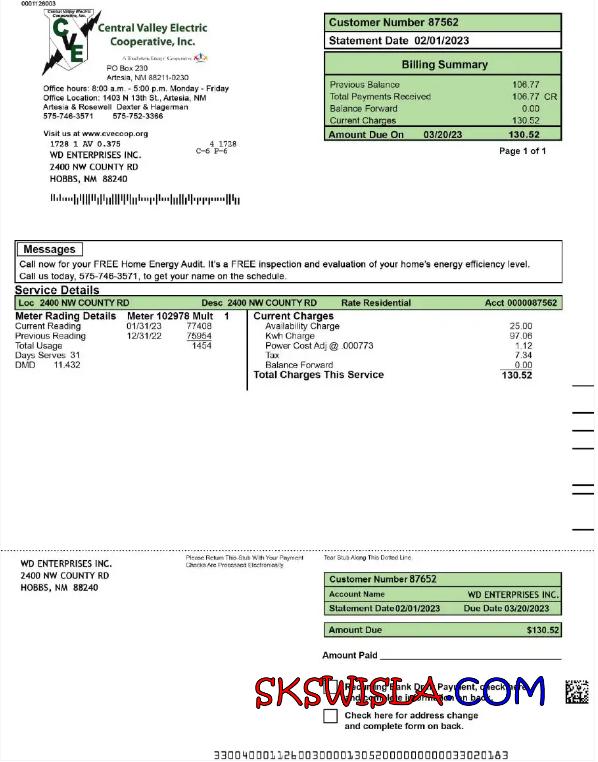 0001126003
Central Valley Electric
CVE
Central Valley Electric
Cooperative, Inc.
A Touchstone Energy® Cooperative
PO Box 230
Artesia, NM 88211-0230
Office hours: 8:00 a.m. - 5:00 p.m. Monday - Friday
Office Location: 1403 N 13th St., Artesia, NM
Artesia & Rosewell Dexter & Hagerman
575-746-3571 575-752-3366
Visit us at www.cveccop.org
1728 1 AV 0.375 4 1738
C-6 P-6
WD ENTERPRISES INC.
2400 NW COUNTY RD
HOBBS, NM 88240
Customer Number 87562
Statement Date 02/01/2023
Billing Summary
Previous Balance 106.77
Total Payments Received 106.77 CR
Balance Forward 0.00
Current Charges 130.52
Amount Due On 03/20/23 130.52
Page 1 of 1
Messages
Call now for your FREE Home Energy Audit. It's a FREE inspection and evaluation of your home's energy efficiency level.
Call us today, 575-746-3571, to get your name on the schedule.
Service Details
Loc 2400 NW COUNTY RD Desc 2400 NW COUNTY RD Rate Residential Acct 0000087562
Meter Rading Details Meter 102978 Mult 1
Current Reading 01/31/23 77408
Previous Reading 12/31/22 75954
Total Usage 1454
Days Serves 31
DMD 11.432
Current Charges
Availability Charge 25.00
Kwh Charge 97.06
Power Cost Adj @ .000773 1.12
Tax 7.34
Balance Forward 0.00
Total Charges This Service 130.52
Please Return This Stub With Your Payment
Checks Are Processed Electronically
Tear Stub Along This Dotted Line.
WD ENTERPRISES INC.
2400 NW COUNTY RD
HOBBS, NM 88240
Customer Number 87652
Account Name WD ENTERPRISES INC.
Statement Date 02/01/2023 Due Date 03/20/2023
Amount Due $130.52
Amount Paid
Recurring Bank Draft Payment, check here
and complete information on back.
SKSWISLA.COM
Check here for address change
and complete form on back.